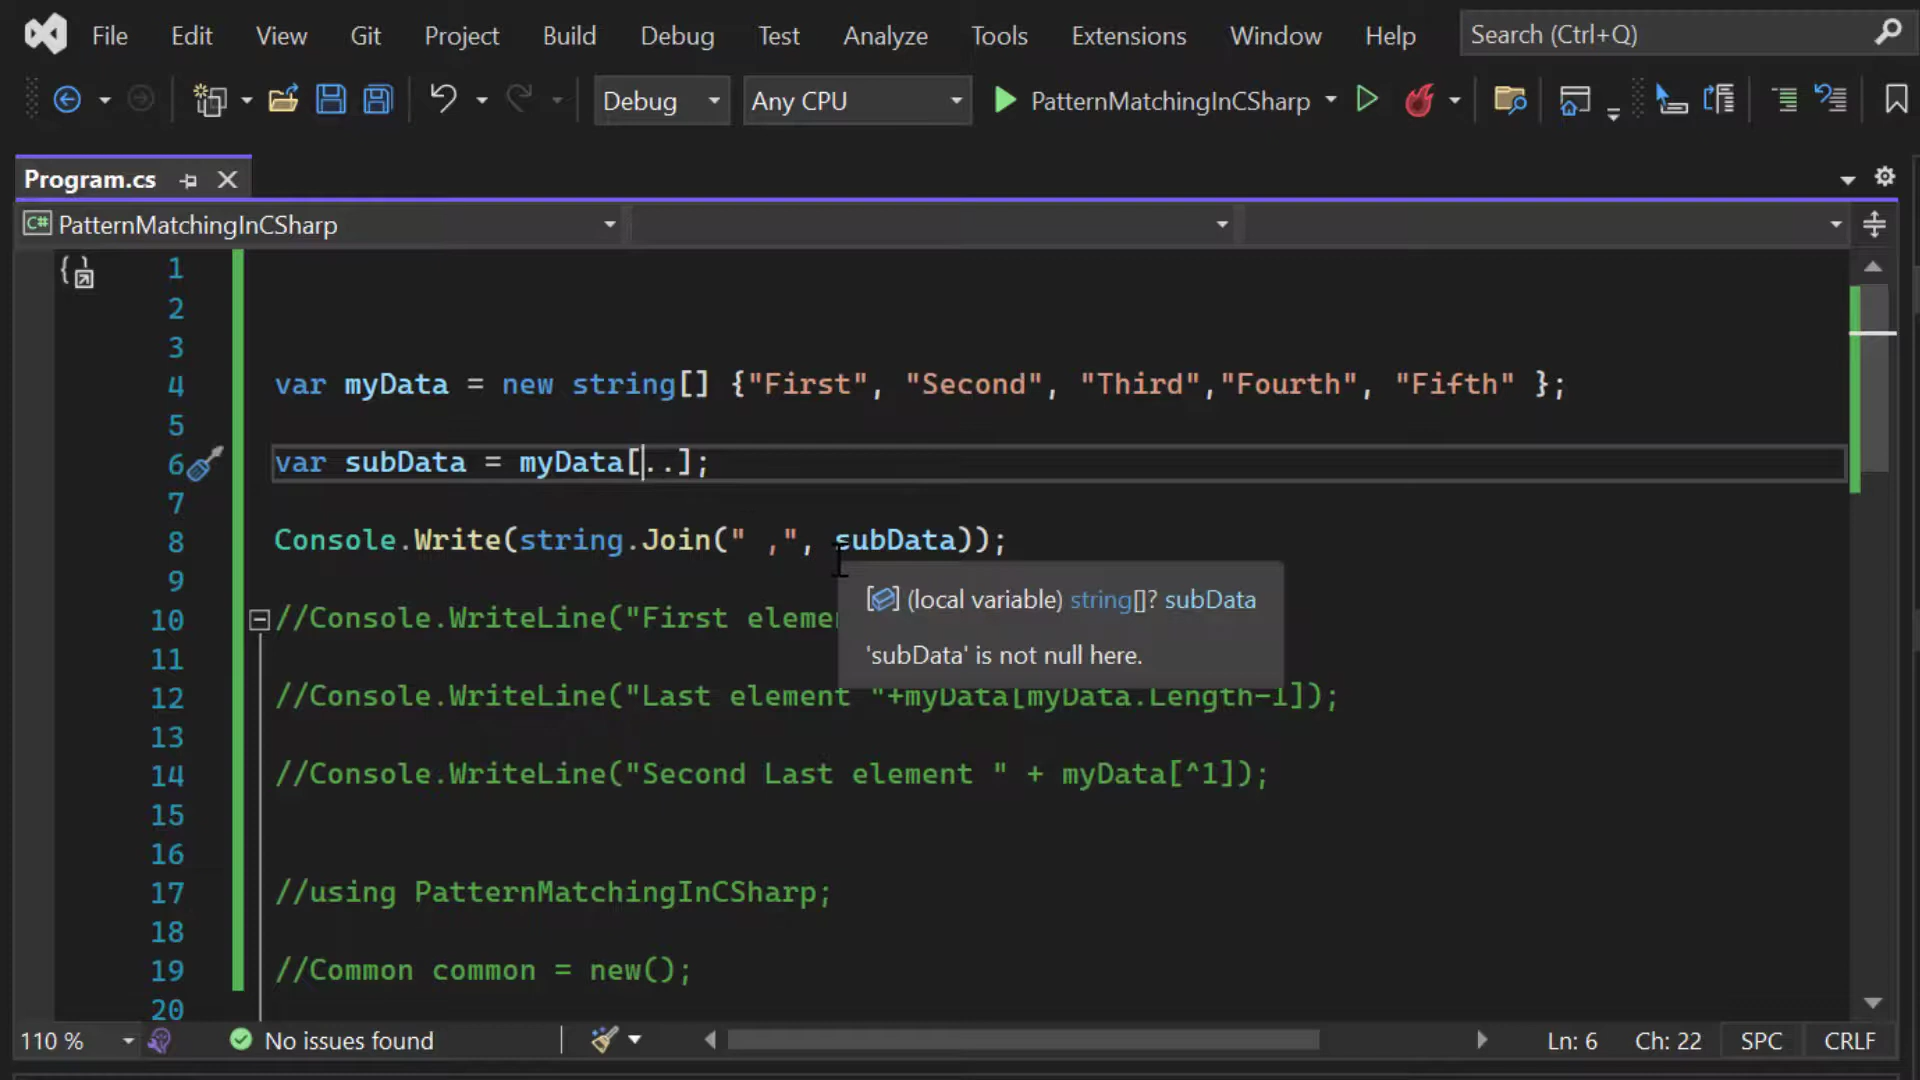 File Edit View Git Project Build Debug Test Analyze Tools Extensions Window Help Search (Ctrl+Q)
Debug Any CPU PatternMatchingInCSharp
Program.cs
C# PatternMatchingInCSharp
1
2
3
4 var myData = new string[] {"First", "Second", "Third","Fourth", "Fifth" };
5
6 var subData = myData[..];
7
8 Console.Write(string.Join(" ,", subData));
9
(local variable) string[]? subData
10 //Console.WriteLine("First eleme
11
'subData' is not null here.
12 //Console.WriteLine("Last element "+myData[myData.Length-1]);
13
14 //Console.WriteLine("Second Last element " + myData[^1]);
15
16
17 //using PatternMatchingInCSharp;
18
19 //Common common = new();
20
110 % No issues found Ln: 6 Ch: 22 SPC CRLF